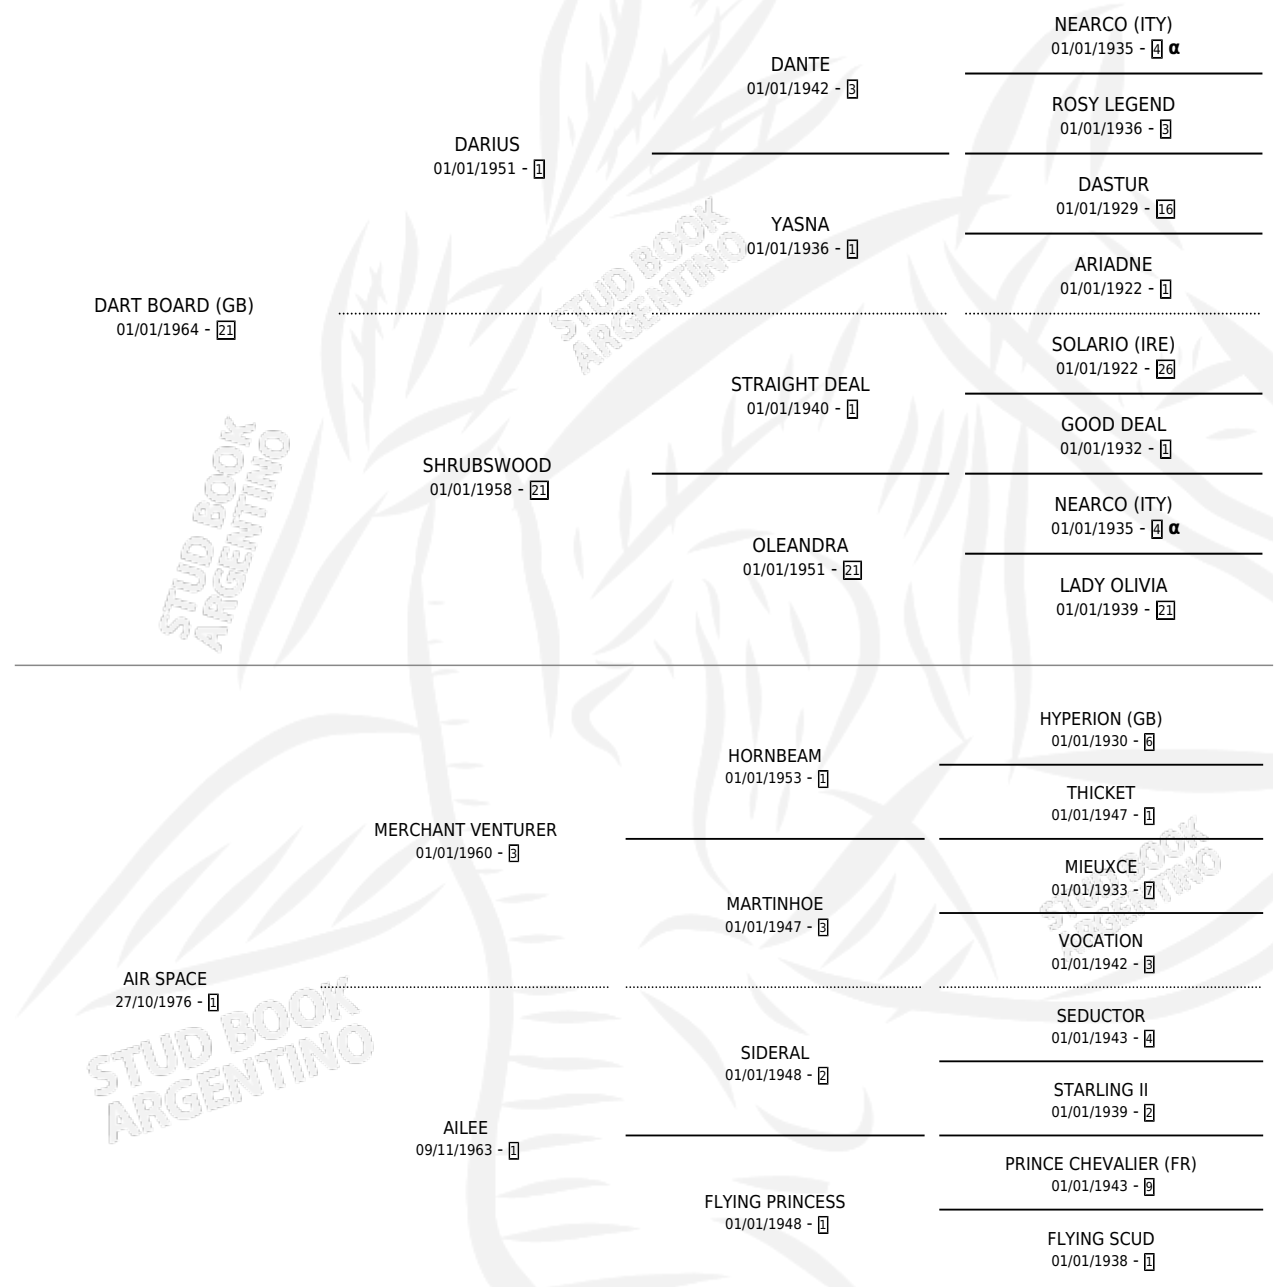 NEARCO (ITY)
01/01/1935 - 4 α
DANTE
01/01/1942 - 3
ROSY LEGEND
01/01/1936 - 3
DARIUS
01/01/1951 - 1
DASTUR
01/01/1929 - 16
YASNA
01/01/1936 - 1
ARIADNE
01/01/1922 - 1
DART BOARD (GB)
01/01/1964 - 21
SOLARIO (IRE)
01/01/1922 - 26
STRAIGHT DEAL
01/01/1940 - 1
GOOD DEAL
01/01/1932 - 1
SHRUBSWOOD
01/01/1958 - 21
NEARCO (ITY)
01/01/1935 - 4 α
OLEANDRA
01/01/1951 - 21
LADY OLIVIA
01/01/1939 - 21
HYPERION (GB)
01/01/1930 - 6
HORNBEAM
01/01/1953 - 1
THICKET
01/01/1947 - 1
MERCHANT VENTURER
01/01/1960 - 3
MIEUXCE
01/01/1933 - 7
MARTINHOE
01/01/1947 - 3
VOCATION
01/01/1942 - 3
AIR SPACE
27/10/1976 - 1
SEDUCTOR
01/01/1943 - 4
SIDERAL
01/01/1948 - 2
STARLING II
01/01/1939 - 2
AILEE
09/11/1963 - 1
PRINCE CHEVALIER (FR)
01/01/1943 - 9
FLYING PRINCESS
01/01/1948 - 1
FLYING SCUD
01/01/1938 - 1
STUD BOOK
ARGENTINO
STUD BOOK
ARGENTINO
STUD BOOK
ARGENTINO
STUD BOOK
ARGENTINO